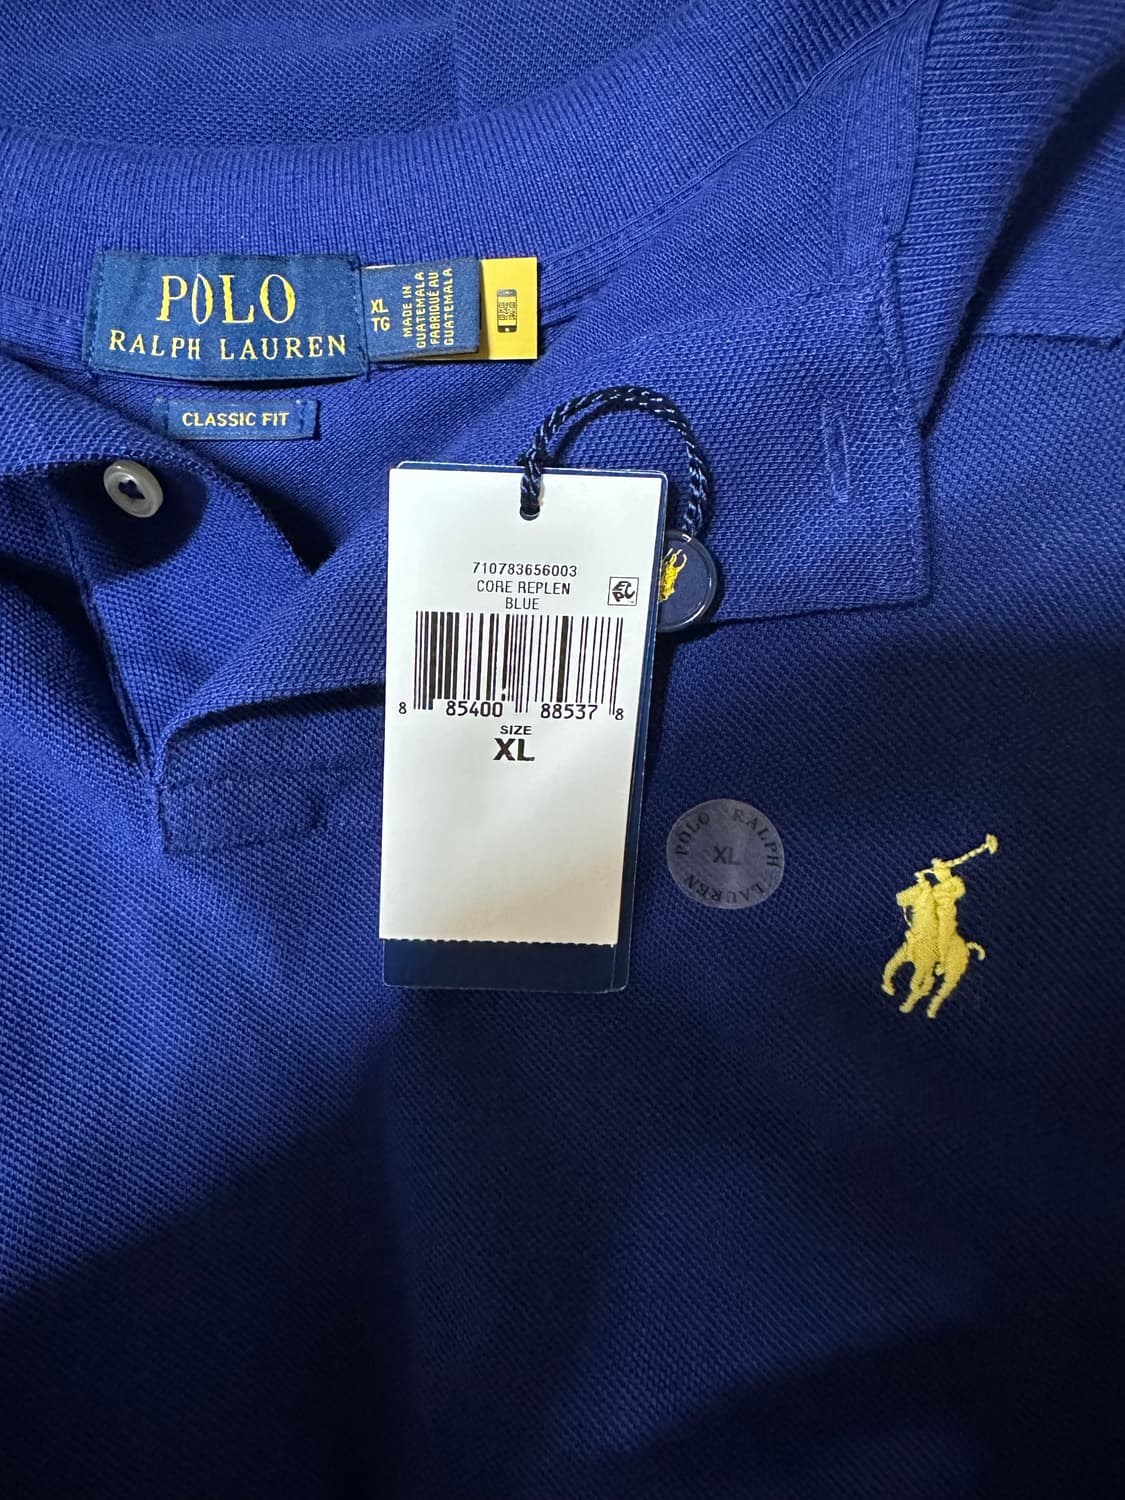 POLO
RALPH LAUREN
XL
TG
MADE IN
GUATEMALA
FABRIQUÉ AU
GUATEMALA
CLASSIC FIT
710783656003
CORE REPLEN
BLUE
EPC
8 85400 88537 8
SIZE
XL
POLO RALPH LAUREN
XL